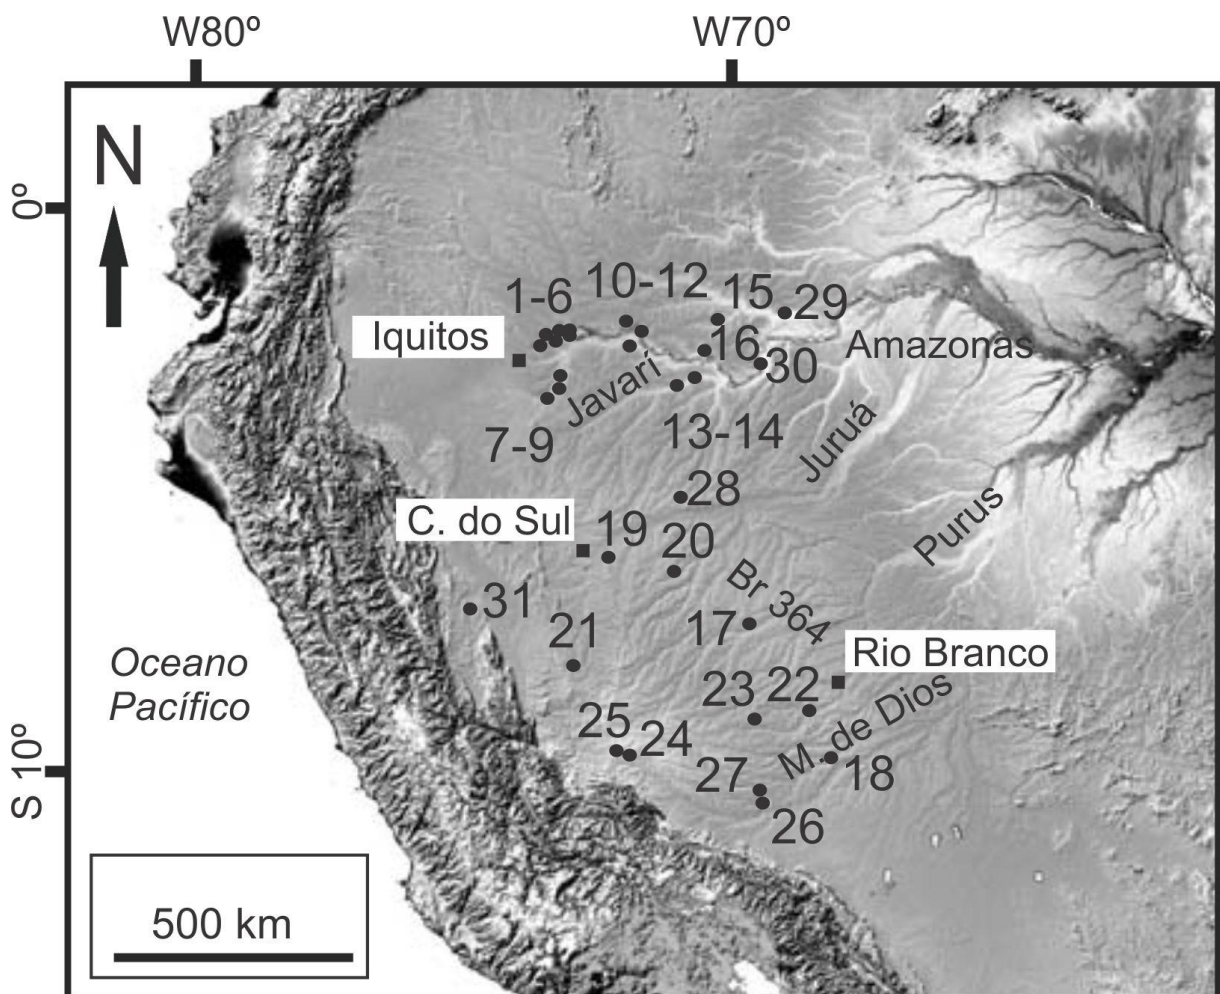 W80º
W70º
N
0º
1-6
10-12
15
29
Iquitos
16
Amazonas
30
Javarí
7-9
13-14
Juruá
28
C. do Sul
19
20
Purus
Br 364
31
21
17
Rio Branco
Oceano
Pacífico
23
22
M. de Dios
25
24
S 10º
27
18
26
500 km